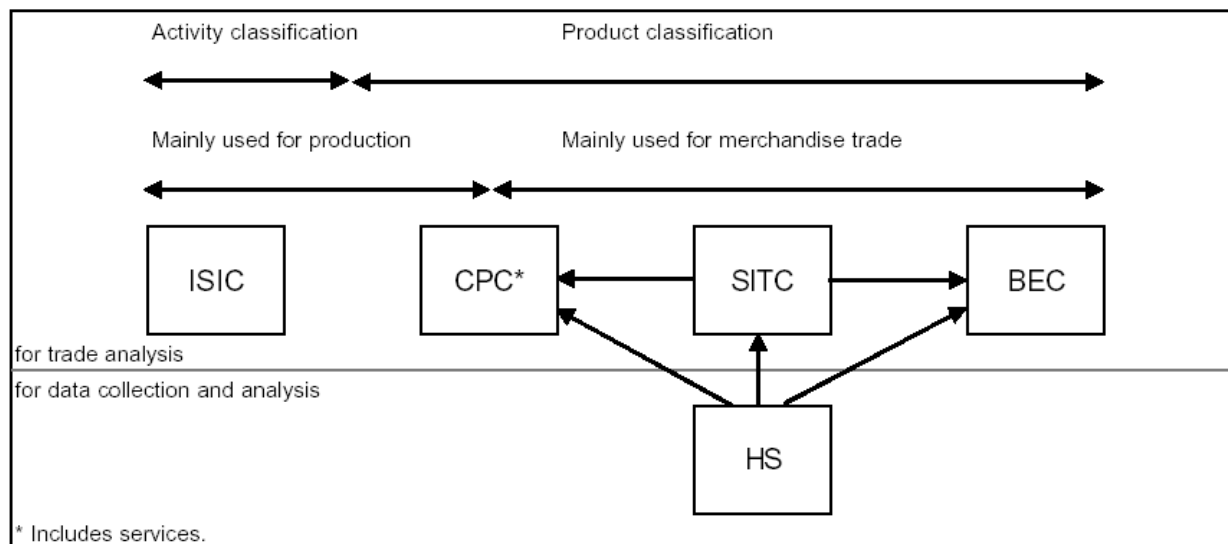 Activity classification
Product classification
Mainly used for production
Mainly used for merchandise trade
ISIC
CPC*
SITC
BEC
for trade analysis
for data collection and analysis
HS
* Includes services.